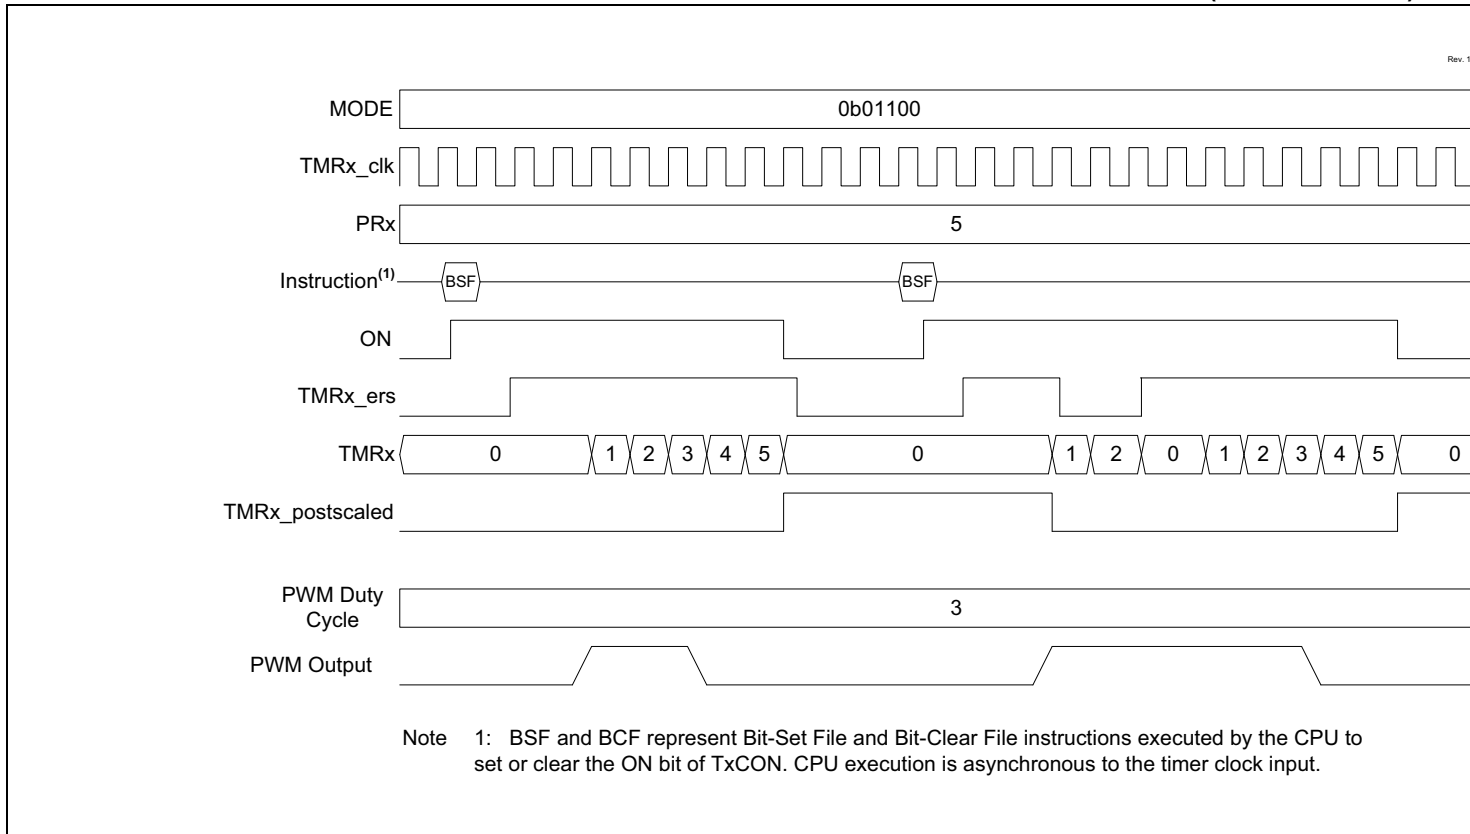 Rev. 1
MODE 0b01100
TMRx_clk
PRx 5
Instruction(1) BSF BSF
ON
TMRx_ers
TMRx 0 1 2 3 4 5 0 1 2 0 1 2 3 4 5 0
TMRx_postscaled
PWM Duty
Cycle 3
PWM Output
Note 1: BSF and BCF represent Bit-Set File and Bit-Clear File instructions executed by the CPU to
set or clear the ON bit of TxCON. CPU execution is asynchronous to the timer clock input.